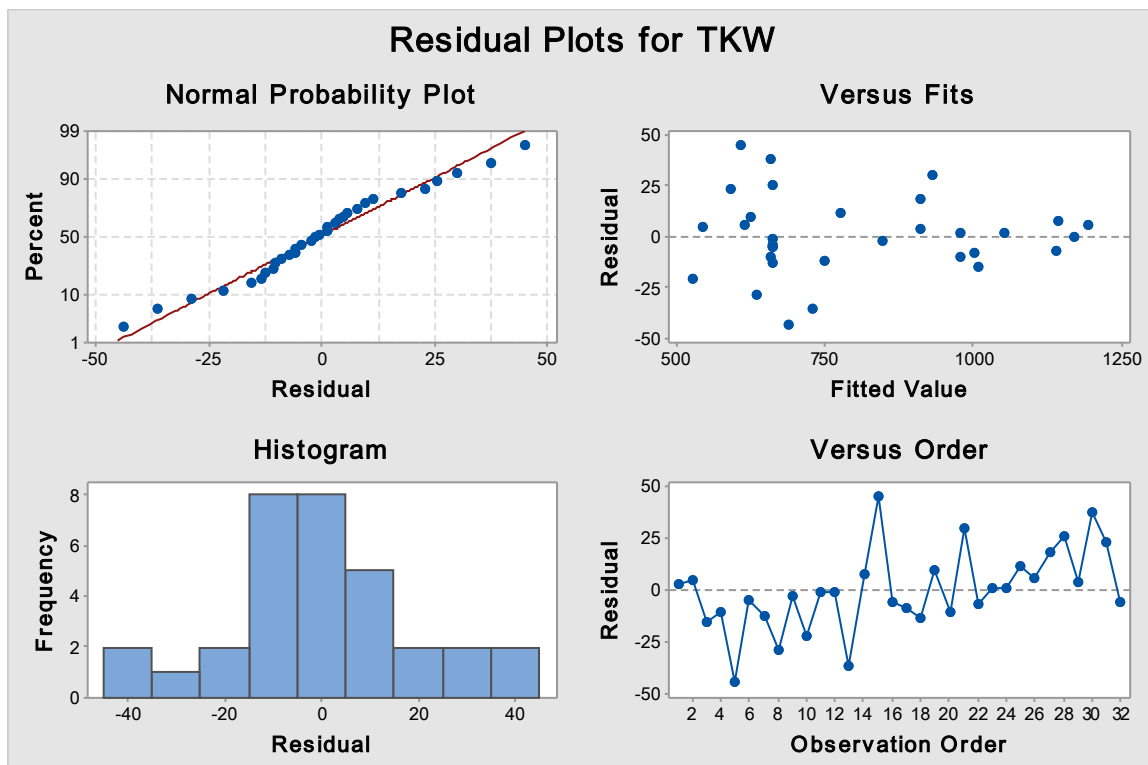 Residual Plots for TKW
Normal Probability Plot
99
90
50
10
1
Percent
-50 -25 0 25 50
Residual
Versus Fits
50
25
0
-25
-50
Residual
500 750 1000 1250
Fitted Value
Histogram
8
6
4
2
0
Frequency
-40 -20 0 20 40
Residual
Versus Order
50
25
0
-25
-50
Residual
2 4 6 8 10 12 14 16 18 20 22 24 26 28 30 32
Observation Order